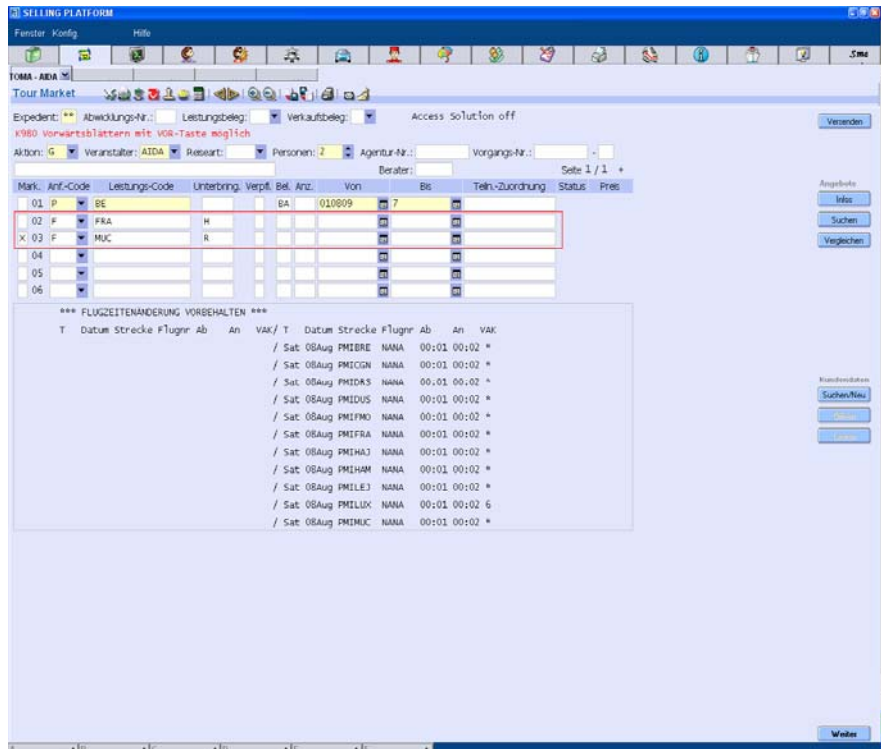 SELLING PLATFORM
Fenster Konfig. Hilfe
Sme
TOMA - AIDA
Tour Market
Expedient: ** Abwicklungs-Nr.: Leistungsbeleg: Verkaufsbeleg: Access Solution off
Versenden
K980 Vorwärtsblättern mit VOR-Taste möglich
Aktion: G Veranstalter: AIDA Reiseart: Personen: 2 Agentur-Nr.: Vorgangs-Nr.: -
Berater: Seite 1 / 1 +
Mark. Anf.-Code Leistungs-Code Unterbring. Verpfl. Bel. Anz. Von Bis Teiln.-Zuordnung Status Preis
Angebote
01 P BE BA 010809 7
Infos
02 F FRA H
Suchen
X 03 F MUC R
Vergleichen
04
05
06
*** FLUGZEITENÄNDERUNG VORBEHALTEN ***
T Datum Strecke Flugnr Ab An VAK/ T Datum Strecke Flugnr Ab An VAK
/ Sat 08Aug PMIBRE NANA 00:01 00:02 *
/ Sat 08Aug PMICGN NANA 00:01 00:02 *
/ Sat 08Aug PMIDRS NANA 00:01 00:02 *
Kundendaten
/ Sat 08Aug PMIDUS NANA 00:01 00:02 *
Suchen/Neu
/ Sat 08Aug PMIFMO NANA 00:01 00:02 *
/ Sat 08Aug PMIFRA NANA 00:01 00:02 *
/ Sat 08Aug PMIHAJ NANA 00:01 00:02 *
/ Sat 08Aug PMIHAM NANA 00:01 00:02 *
/ Sat 08Aug PMILEJ NANA 00:01 00:02 *
/ Sat 08Aug PMILUX NANA 00:01 00:02 6
/ Sat 08Aug PMIMUC NANA 00:01 00:02 *
Weiter